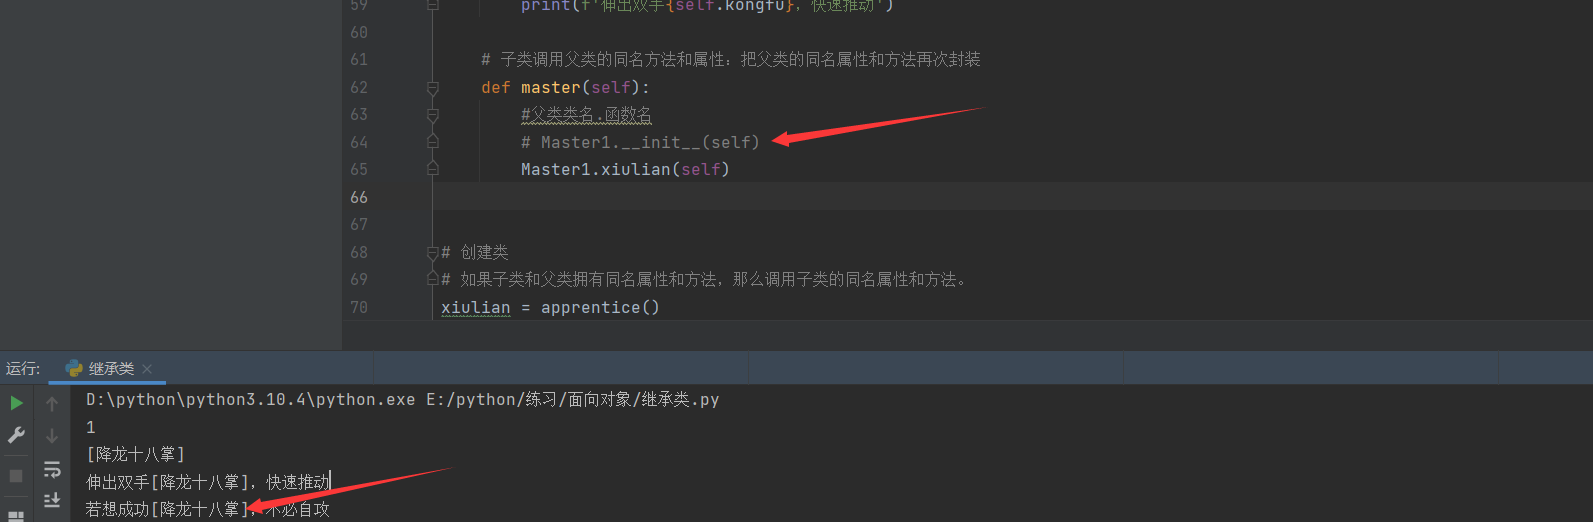 59 print(f'伸出双手{self.kongfu}，快速推动')
60
61 # 子类调用父类的同名方法和属性：把父类的同名属性和方法再次封装
62 def master(self):
63 #父类类名.函数名
64 # Master1.__init__(self)
65 Master1.xiulian(self)
66
67
68 # 创建类
69 # 如果子类和父类拥有同名属性和方法，那么调用子类的同名属性和方法。
70 xiulian = apprentice()
运行: 继承类
D:\python\python3.10.4\python.exe E:/python/练习/面向对象/继承类.py
1
[降龙十八掌]
伸出双手[降龙十八掌]，快速推动
若想成功[降龙十八掌]，不必自攻